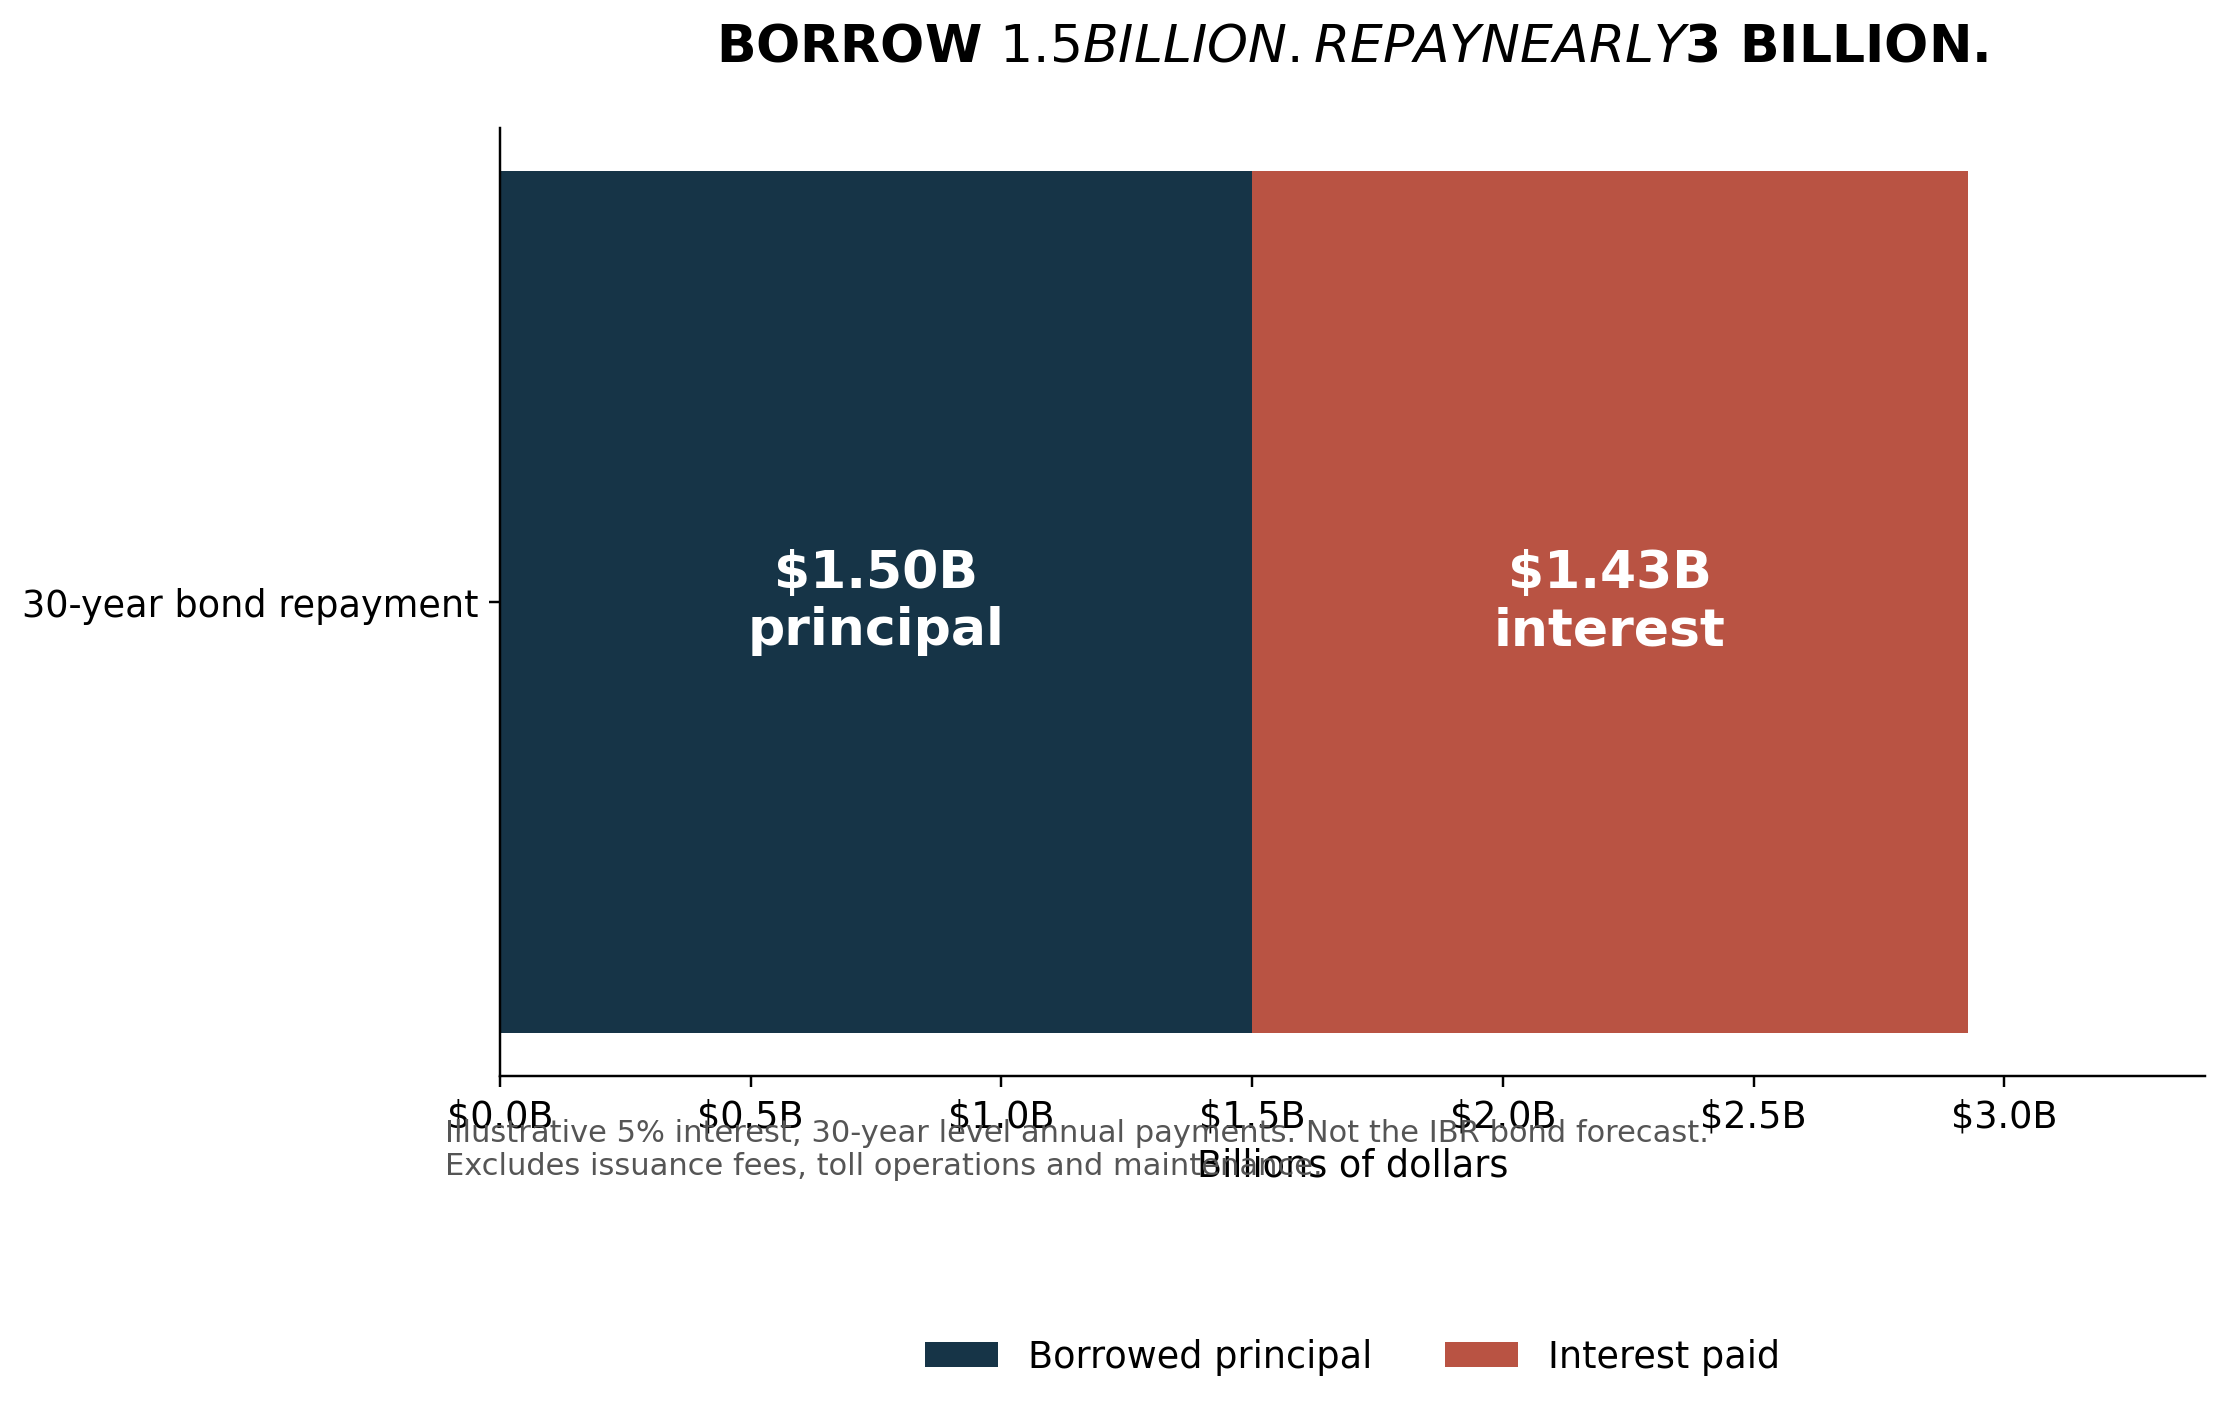 BORROW 1.5BILLION.REPAYNEARLY3 BILLION.
$1.50B
principal
$1.43B
interest
30-year bond repayment
$0.0B $0.5B $1.0B $1.5B $2.0B $2.5B $3.0B
Illustrative 5% interest, 30-year level annual payments. Not the IBR bond forecast.
Excludes issuance fees, toll operations and maintenance.
Billions of dollars
Borrowed principal Interest paid